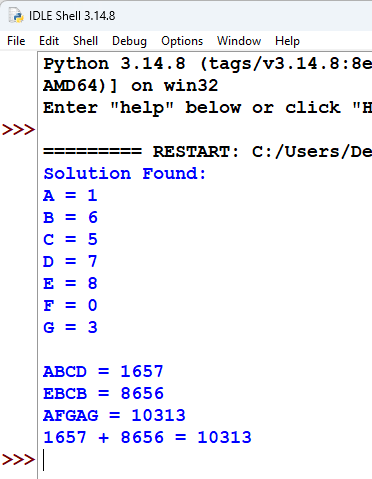 IDLE Shell 3.14.8
File Edit Shell Debug Options Window Help
Python 3.14.8 (tags/v3.14.8:8e
AMD64)] on win32
Enter "help" below or click "H
>>>
========= RESTART: C:/Users/De
Solution Found:
A = 1
B = 6
C = 5
D = 7
E = 8
F = 0
G = 3
ABCD = 1657
EBCB = 8656
AFGAG = 10313
1657 + 8656 = 10313
>>>